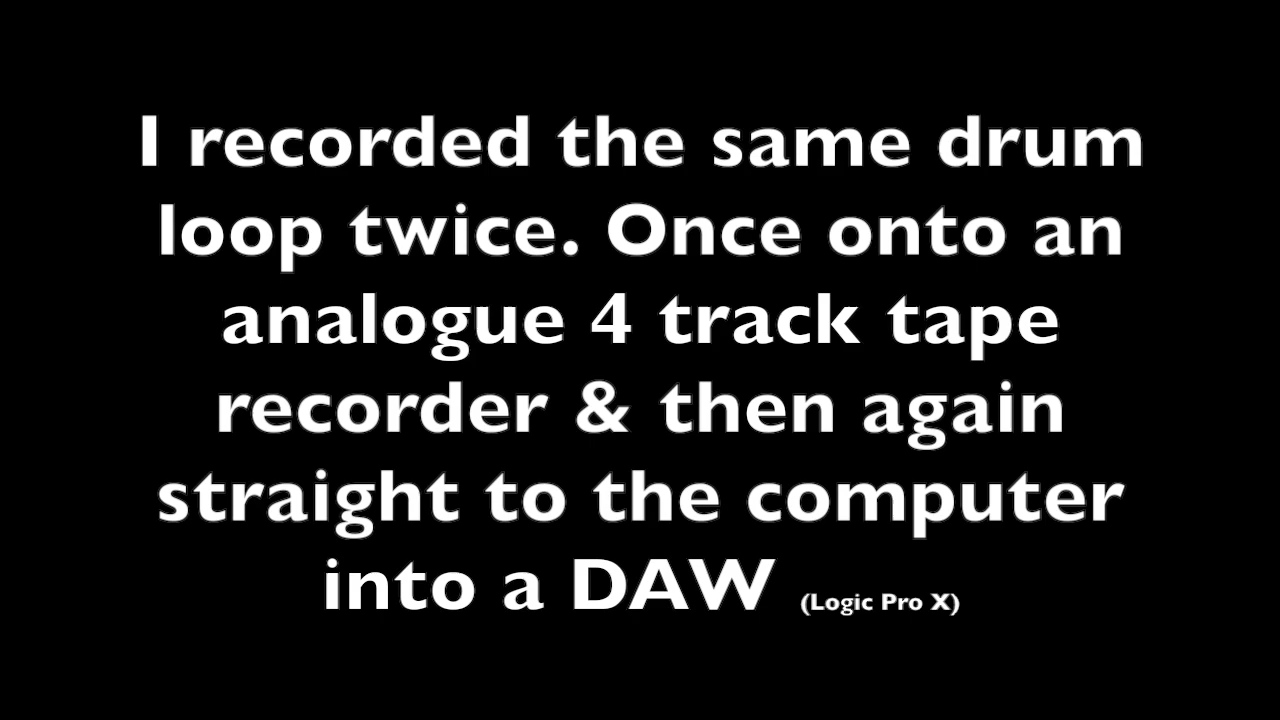 I recorded the same drum
loop twice. Once onto an
analogue 4 track tape
recorder & then again
straight to the computer
into a DAW (Logic Pro X)